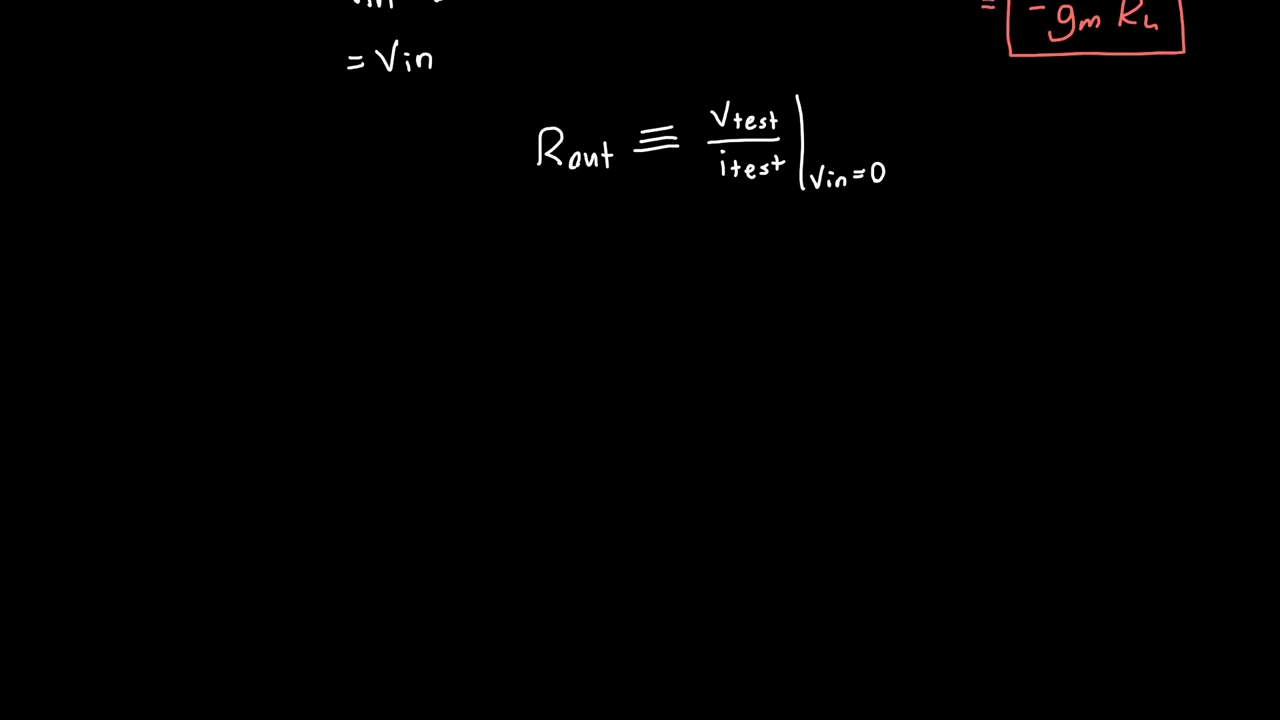 = - gm RL
= Vin
Rout ≡ Vtest / itest | Vin=0